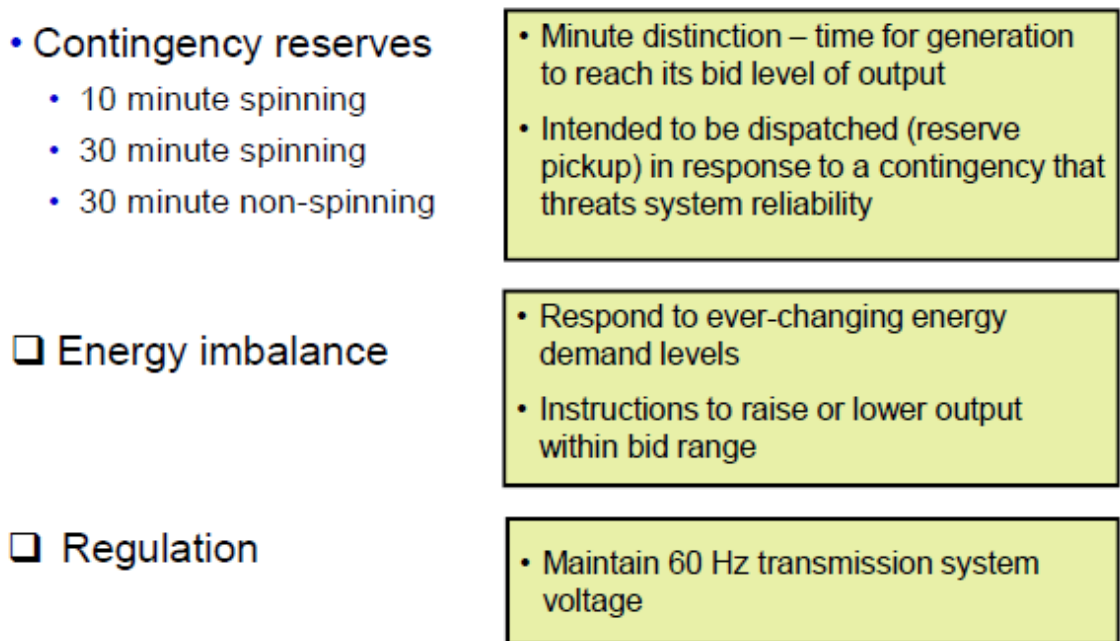 • Contingency reserves
• 10 minute spinning
• 30 minute spinning
• 30 minute non-spinning
• Minute distinction – time for generation
to reach its bid level of output
• Intended to be dispatched (reserve
pickup) in response to a contingency that
threats system reliability
❑ Energy imbalance
• Respond to ever-changing energy
demand levels
• Instructions to raise or lower output
within bid range
❑ Regulation
• Maintain 60 Hz transmission system
voltage